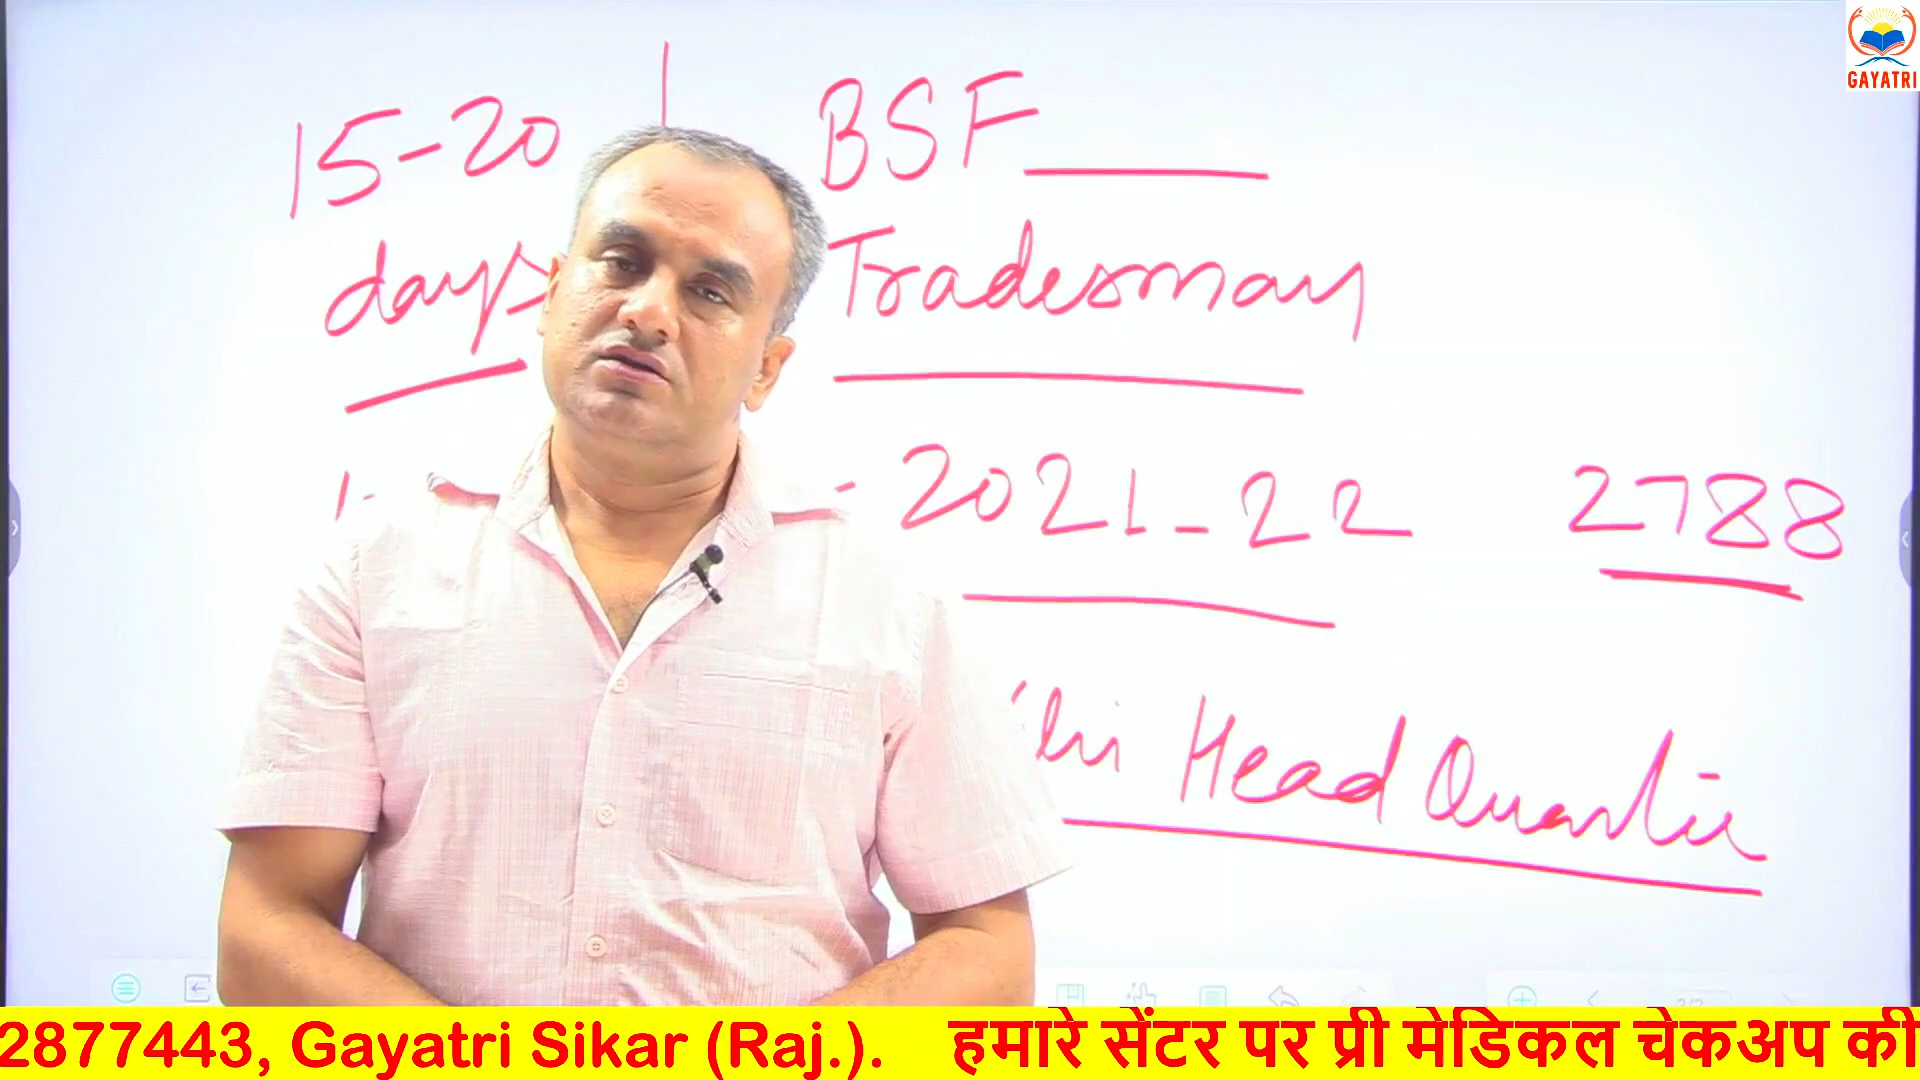 GAYATRI
15-20
days
BSF
Tradesman
2021-22
2788
Head Quarter
2877443, Gayatri Sikar (Raj.). हमारे सेंटर पर प्री मेडिकल चेकअप की